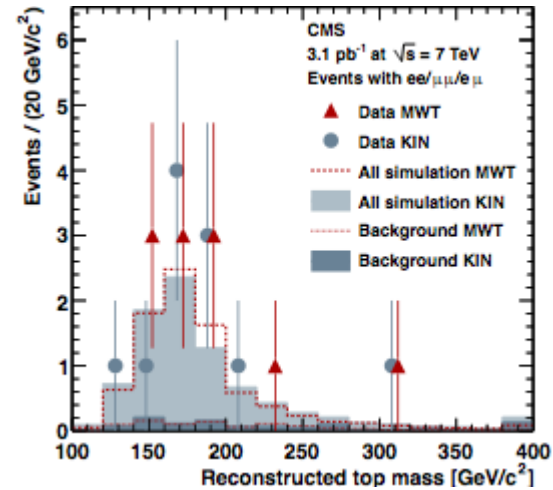 CMS
3.1 pb⁻¹ at √s = 7 TeV
Events with ee/μμ/e μ
Data MWT
Data KIN
All simulation MWT
All simulation KIN
Background MWT
Background KIN
Events / (20 GeV/c²)
6
5
4
3
2
1
0
100 150 200 250 300 350 400
Reconstructed top mass [GeV/c²]